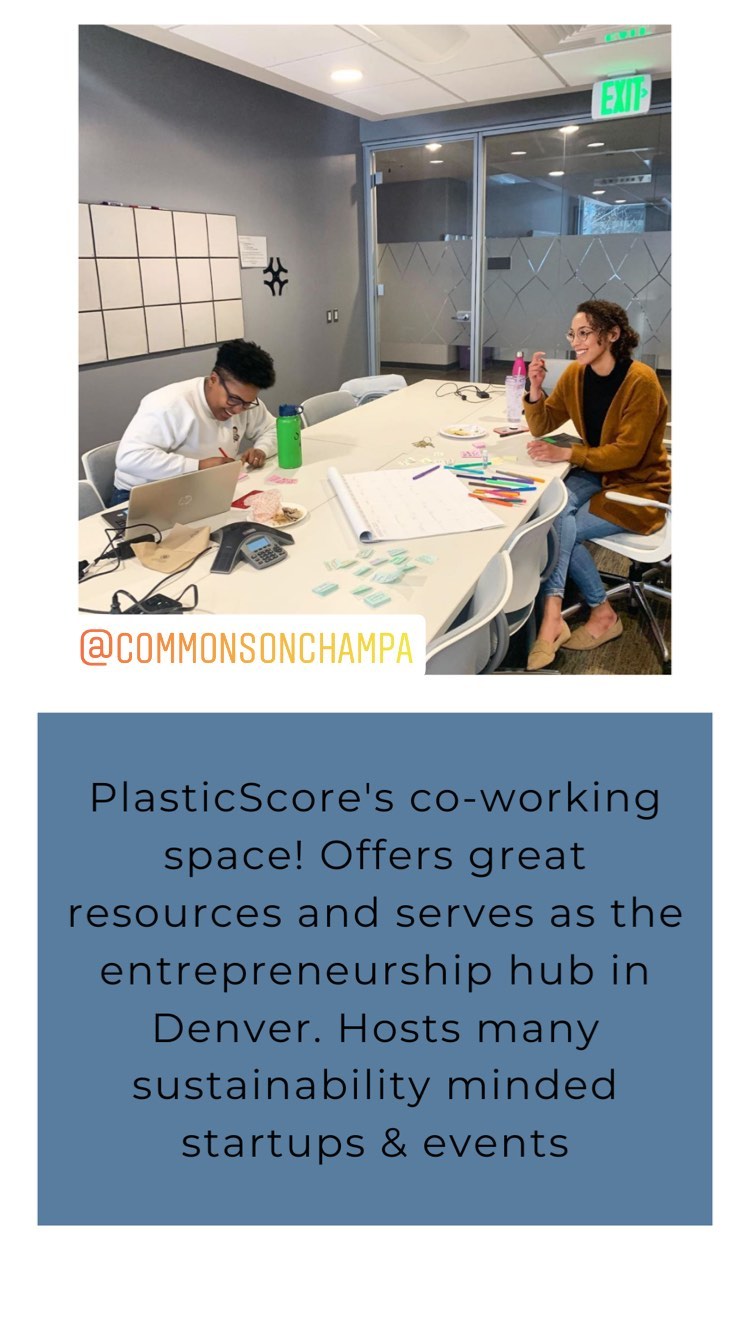 EXIT
@COMMONSONCHAMPA
PlasticScore's co-working
space! Offers great
resources and serves as the
entrepreneurship hub in
Denver. Hosts many
sustainability minded
startups & events